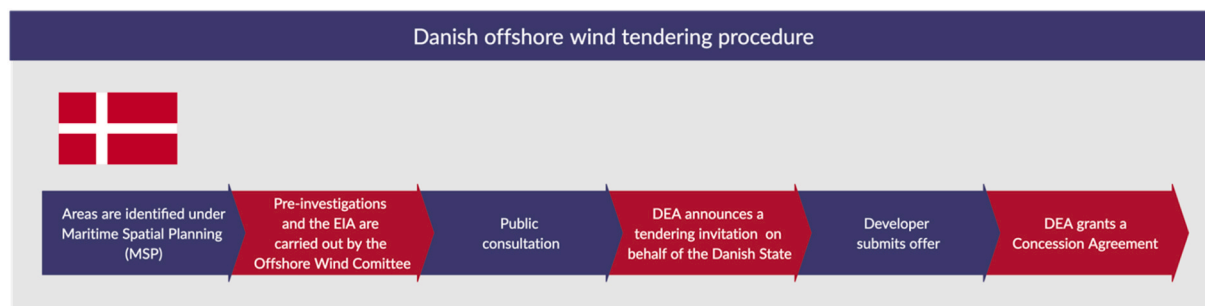 Danish offshore wind tendering procedure
Areas are identified under
Maritime Spatial Planning
(MSP)
Pre-investigations
and the EIA are
carried out by the
Offshore Wind Comittee
Public
consultation
DEA announces a
tendering invitation on
behalf of the Danish State
Developer
submits offer
DEA grants a
Concession Agreement